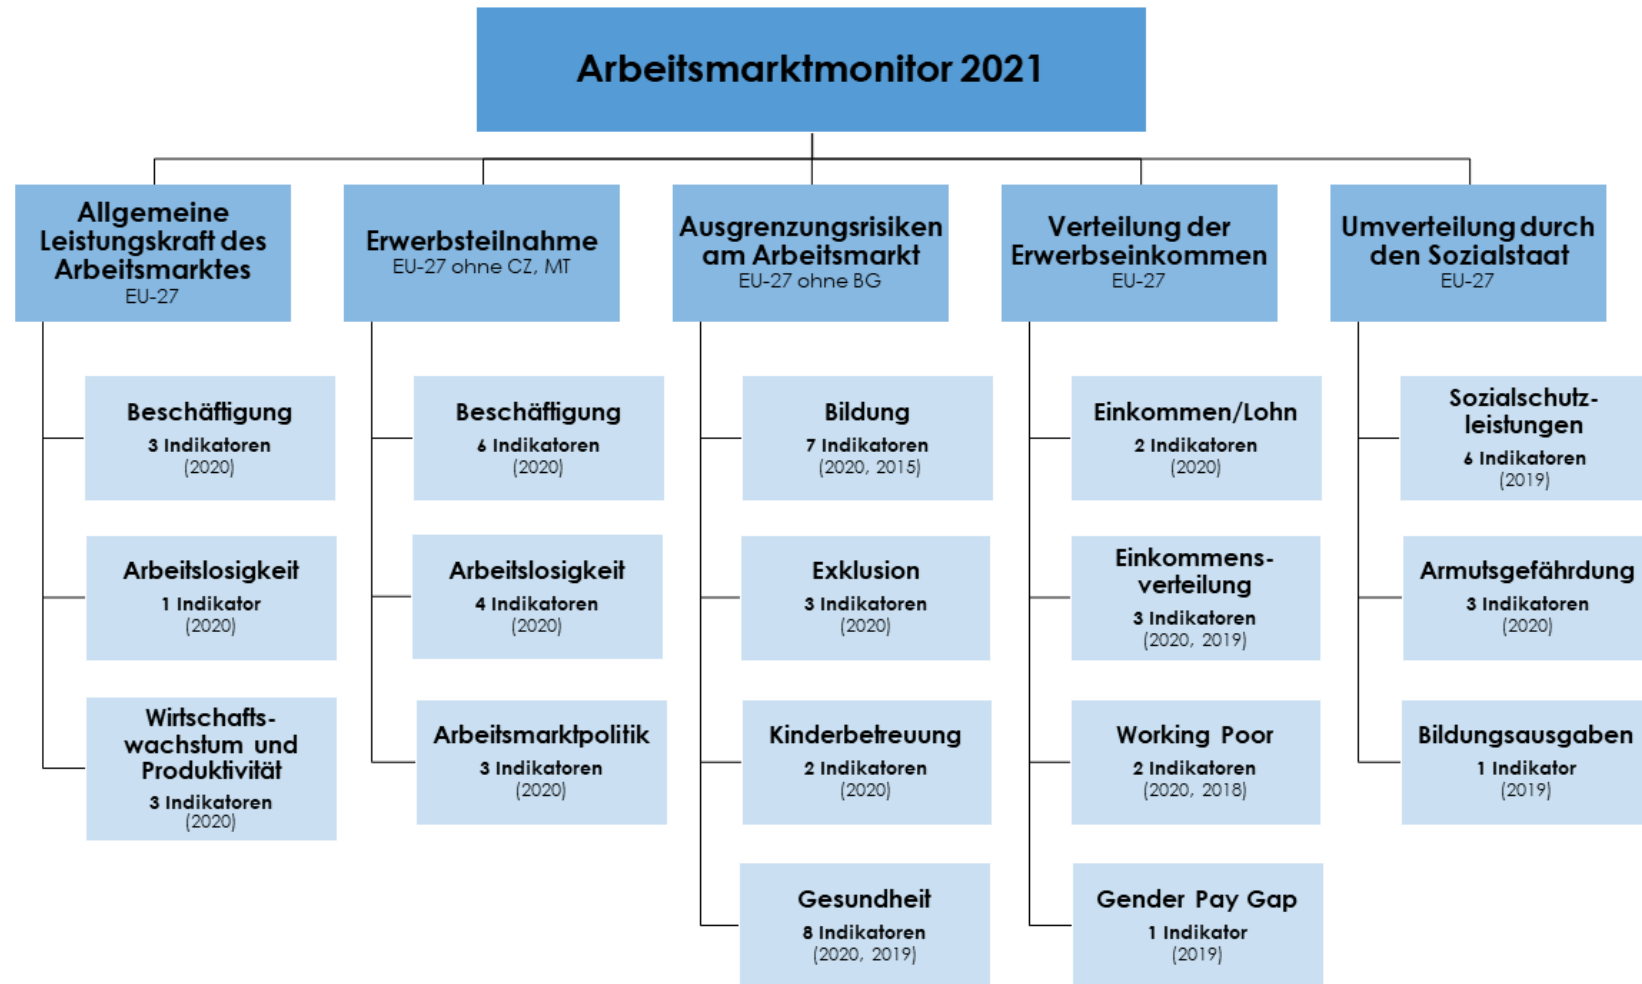 Arbeitsmarktmonitor 2021
Allgemeine
Leistungskraft des
Arbeitsmarktes
EU-27
Beschäftigung
3 Indikatoren
(2020)
Arbeitslosigkeit
1 Indikator
(2020)
Wirtschafts-
wachstum und
Produktivität
3 Indikatoren
(2020)
Erwerbsteilnahme
EU-27 ohne CZ, MT
Beschäftigung
6 Indikatoren
(2020)
Arbeitslosigkeit
4 Indikatoren
(2020)
Arbeitsmarktpolitik
3 Indikatoren
(2020)
Ausgrenzungsrisiken
am Arbeitsmarkt
EU-27 ohne BG
Bildung
7 Indikatoren
(2020, 2015)
Exklusion
3 Indikatoren
(2020)
Kinderbetreuung
2 Indikatoren
(2020)
Gesundheit
8 Indikatoren
(2020, 2019)
Verteilung der
Erwerbseinkommen
EU-27
Einkommen/Lohn
2 Indikatoren
(2020)
Einkommens-
verteilung
3 Indikatoren
(2020, 2019)
Working Poor
2 Indikatoren
(2020, 2018)
Gender Pay Gap
1 Indikator
(2019)
Umverteilung durch
den Sozialstaat
EU-27
Sozialschutz-
leistungen
6 Indikatoren
(2019)
Armutsgefährdung
3 Indikatoren
(2020)
Bildungsausgaben
1 Indikator
(2019)